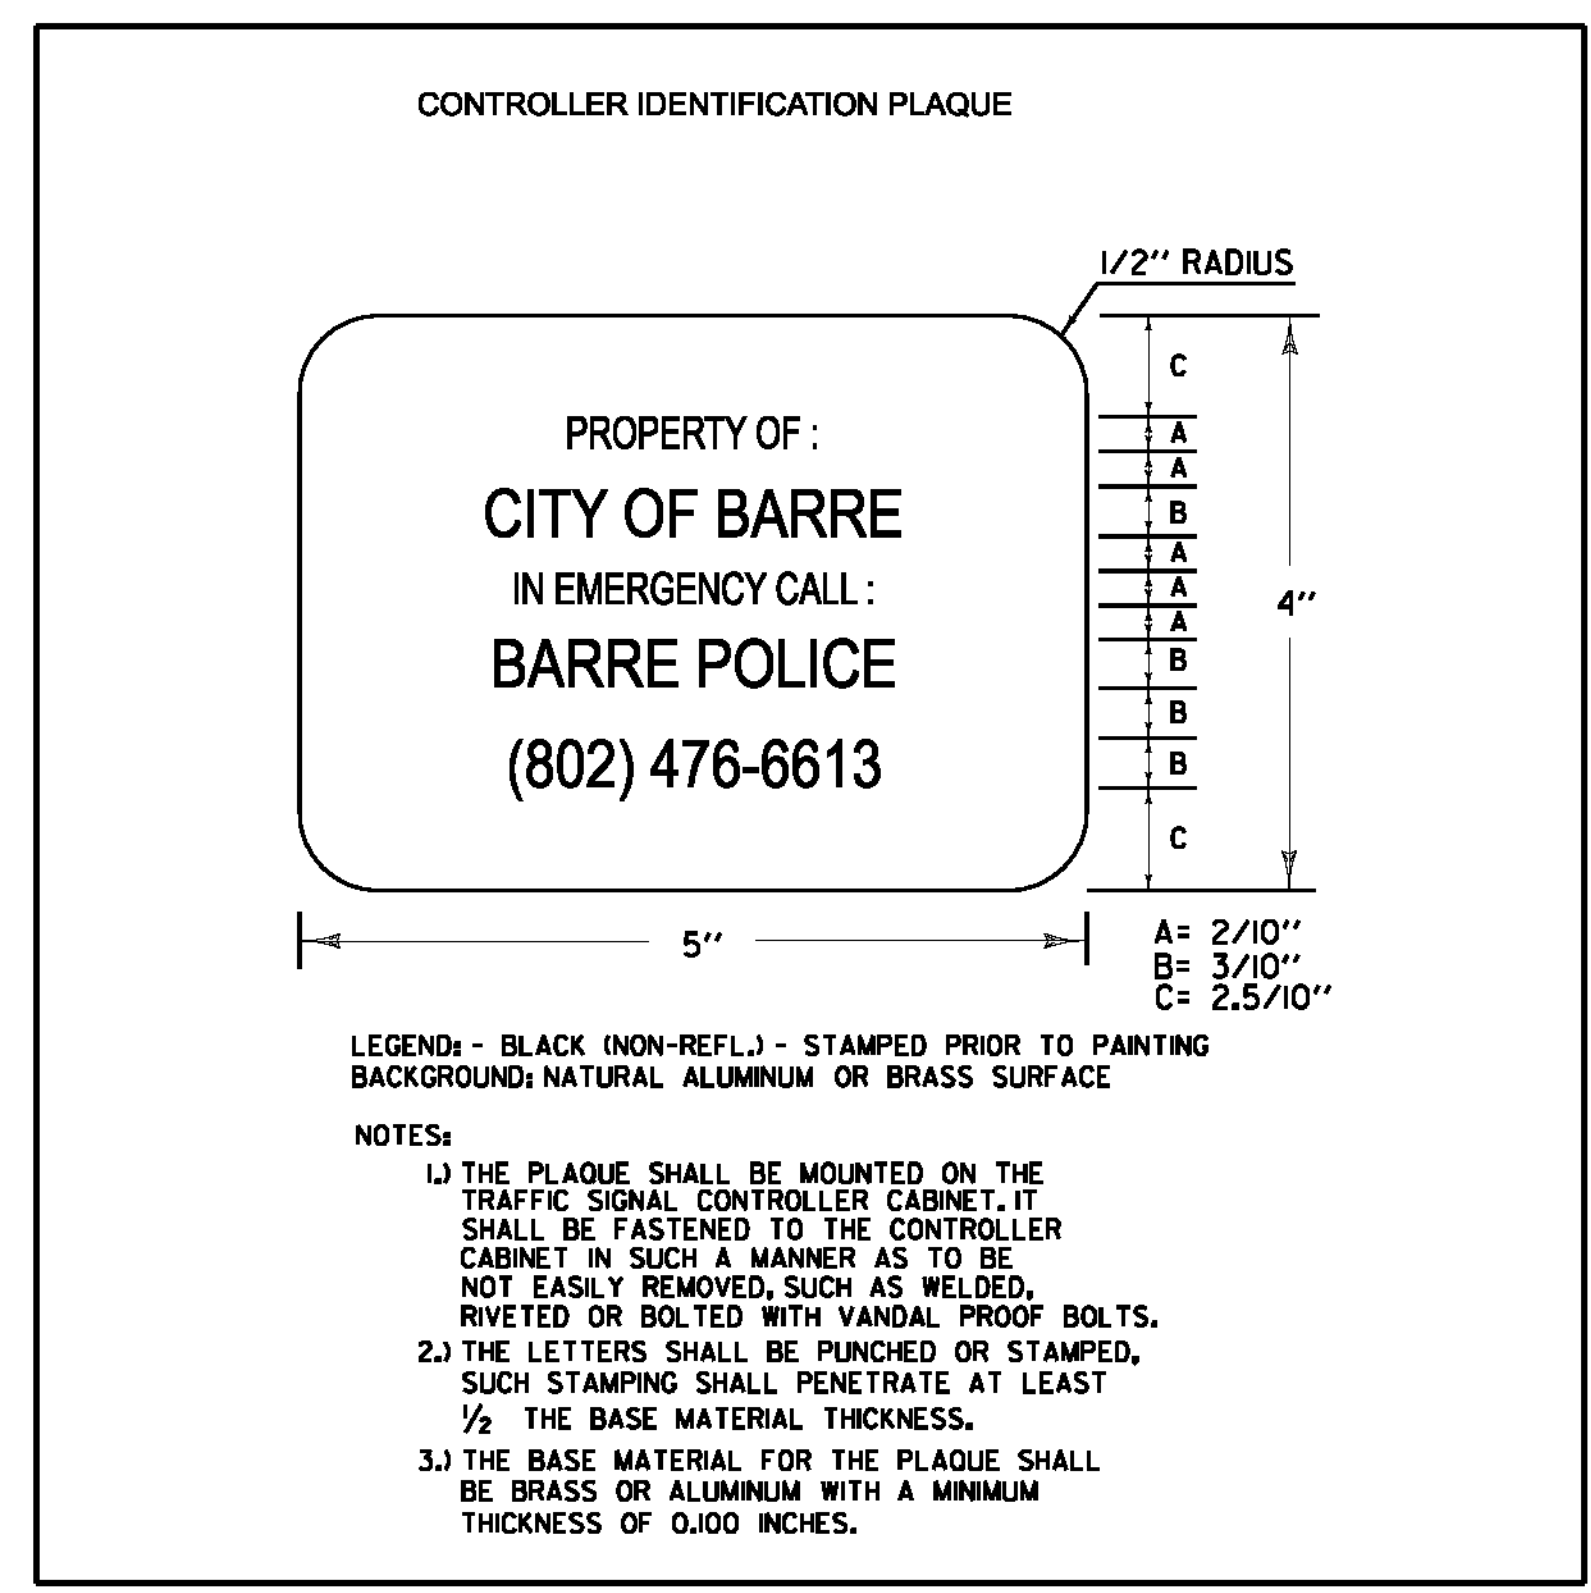 CONTROLLER IDENTIFICATION PLAQUE
1/2" RADIUS
C
PROPERTY OF :
A
A
CITY OF BARRE
B
A
IN EMERGENCY CALL :
A
4"
A
BARRE POLICE
B
B
(802) 476-6613
B
C
5"
A= 2/10"
B= 3/10"
C= 2.5/10"
LEGEND: - BLACK (NON-REFL.) - STAMPED PRIOR TO PAINTING
BACKGROUND: NATURAL ALUMINUM OR BRASS SURFACE
NOTES:
1.) THE PLAQUE SHALL BE MOUNTED ON THE
TRAFFIC SIGNAL CONTROLLER CABINET. IT
SHALL BE FASTENED TO THE CONTROLLER
CABINET IN SUCH A MANNER AS TO BE
NOT EASILY REMOVED, SUCH AS WELDED,
RIVETED OR BOLTED WITH VANDAL PROOF BOLTS.
2.) THE LETTERS SHALL BE PUNCHED OR STAMPED,
SUCH STAMPING SHALL PENETRATE AT LEAST
1/2 THE BASE MATERIAL THICKNESS.
3.) THE BASE MATERIAL FOR THE PLAQUE SHALL
BE BRASS OR ALUMINUM WITH A MINIMUM
THICKNESS OF 0.100 INCHES.